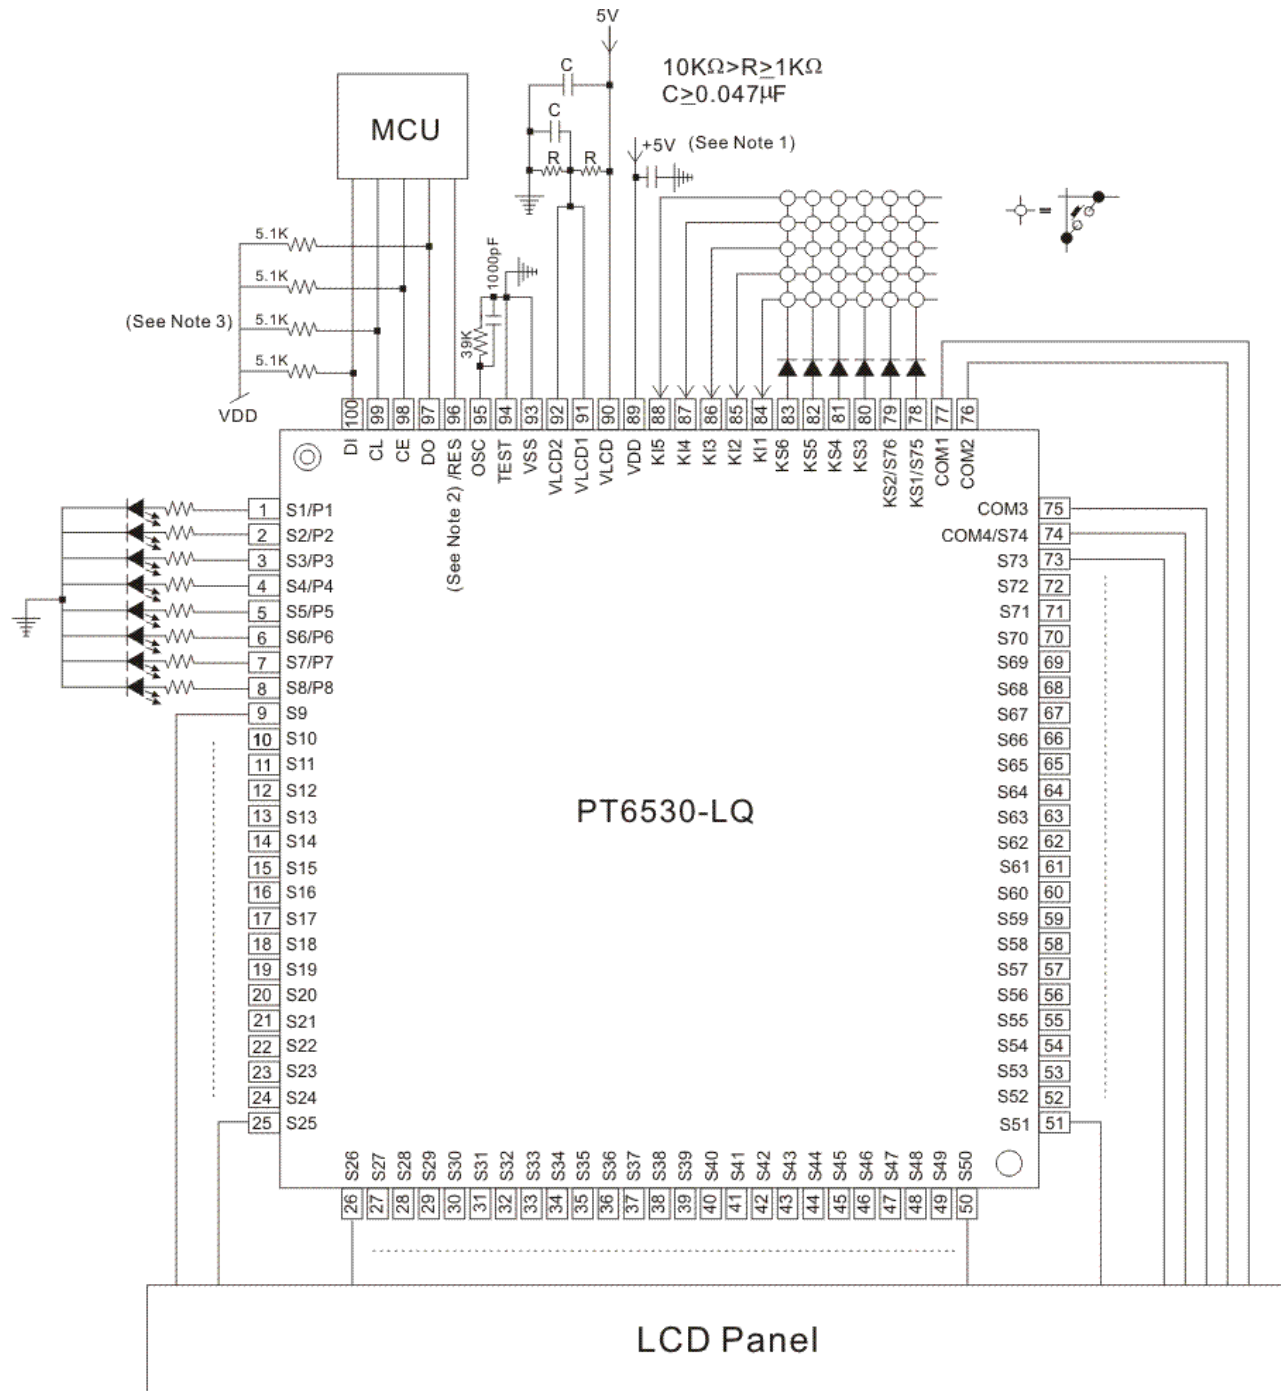 5V
C
10KΩ>R≥1KΩ
C≥0.047μF
MCU
C
+5V (See Note 1)
R R
=
5.1K
5.1K
(See Note 3)
5.1K
5.1K
VDD
39K
1000pF
100 99 98 97 96 95 94 93 92 91 90 89 88 87 86 85 84 83 82 81 80 79 78 77 76
DI CL CE DO (See Note 2) /RES OSC TEST VSS VLCD2 VLCD1 VLCD VDD KI5 KI4 KI3 KI2 KI1 KS6 KS5 KS4 KS3 KS2/S76 KS1/S75 COM1 COM2
1 S1/P1
2 S2/P2
3 S3/P3
4 S4/P4
5 S5/P5
6 S6/P6
7 S7/P7
8 S8/P8
9 S9
10 S10
11 S11
12 S12
13 S13
14 S14
15 S15
16 S16
17 S17
18 S18
19 S19
20 S20
21 S21
22 S22
23 S23
24 S24
25 S25
PT6530-LQ
COM3 75
COM4/S74 74
S73 73
S72 72
S71 71
S70 70
S69 69
S68 68
S67 67
S66 66
S65 65
S64 64
S63 63
S62 62
S61 61
S60 60
S59 59
S58 58
S57 57
S56 56
S55 55
S54 54
S53 53
S52 52
S51 51
S26 S27 S28 S29 S30 S31 S32 S33 S34 S35 S36 S37 S38 S39 S40 S41 S42 S43 S44 S45 S46 S47 S48 S49 S50
26 27 28 29 30 31 32 33 34 35 36 37 38 39 40 41 42 43 44 45 46 47 48 49 50
LCD Panel